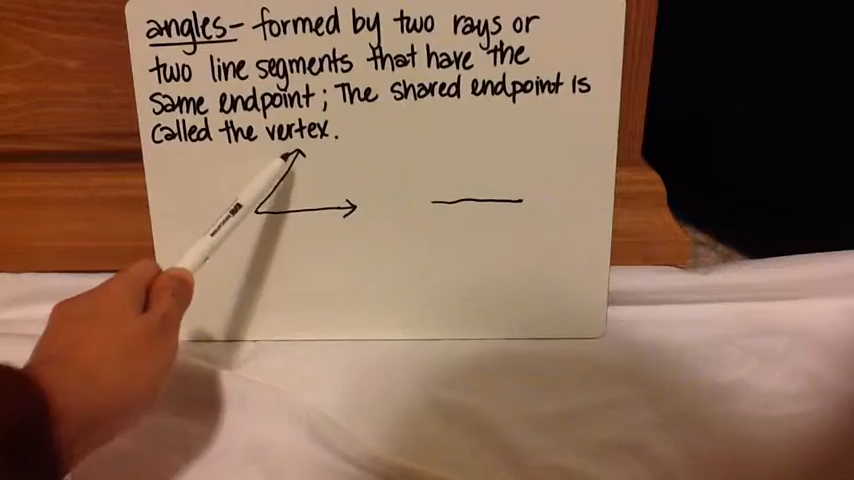 angles- formed by two rays or
two line segments that have the
same endpoint; The shared endpoint is
called the vertex.